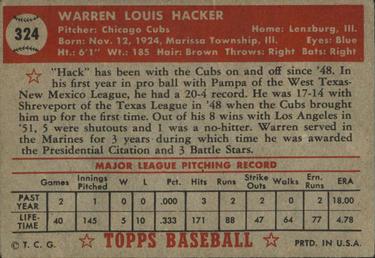 324
WARREN LOUIS HACKER
Pitcher: Chicago Cubs Home: Lenzburg, Ill.
Born: Nov. 12, 1924, Marissa Township, Ill. Eyes: Blue
Ht: 6'1" Wt: 185 Hair: Brown Throws: Right Bats: Right
"Hack" has been with the Cubs on and off since '48. In
his first year in pro ball with Pampa of the West Texas-
New Mexico League, he had a 20-4 record. He was 17-14 with
Shreveport of the Texas League in '48 when the Cubs brought
him up for the first time. Out of his 8 wins with Los Angeles in
'51, 5 were shutouts and 1 was a no-hitter. Warren served in
the Marines for 3 years during which time he was awarded
the Presidential Citation and 3 Battle Stars.
MAJOR LEAGUE PITCHING RECORD
Games Innings Pitched W L Pct. Hits Runs Strike Outs Walks Earn. Runs ERA
PAST YEAR 2 1 0 0 .000 3 2 2 0 2 18.00
LIFE-TIME 40 145 5 10 .333 171 88 47 64 77 4.78
© T. C. G. TOPPS BASEBALL PRTD. IN U.S.A.